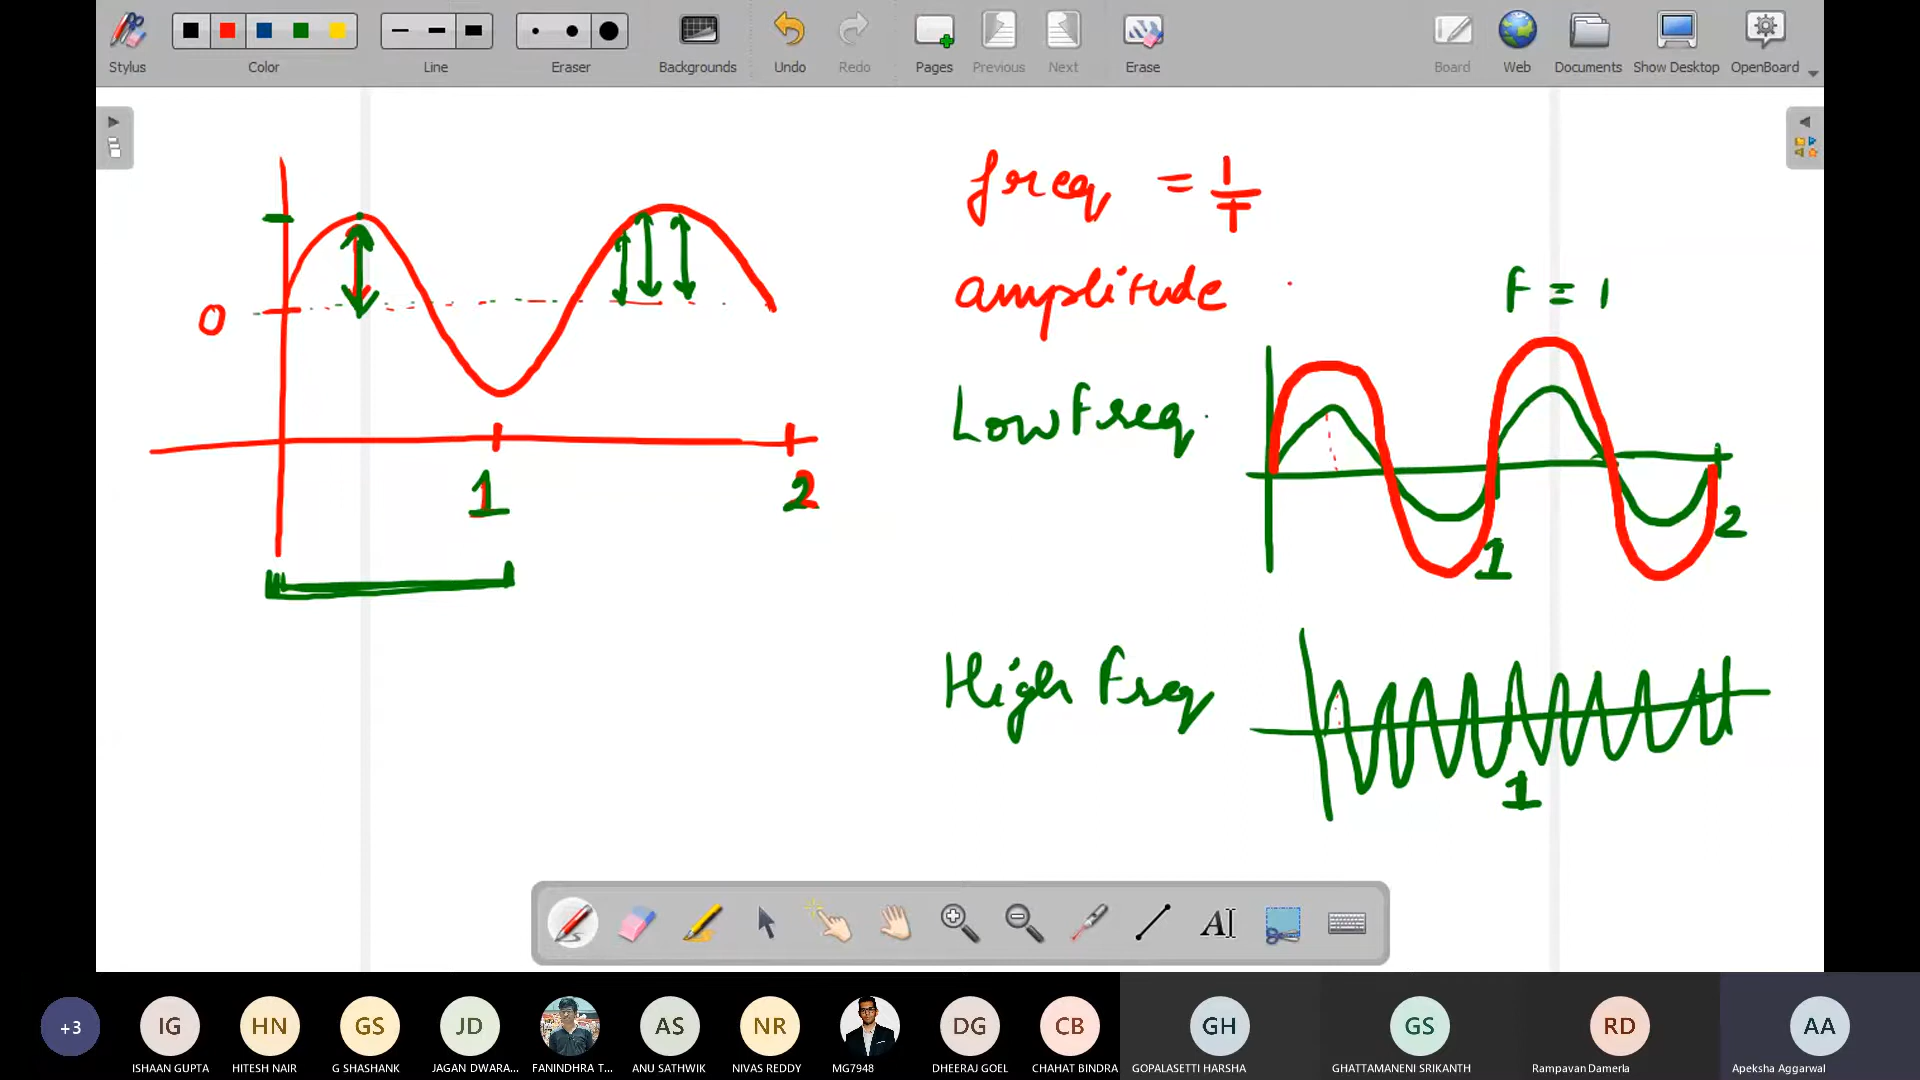 Stylus
Color
Line
Eraser
Backgrounds
Undo
Redo
Pages
Previous
Next
Erase
Board
Web
Documents
Show Desktop
OpenBoard
freq = 1/T
amplitude
F = 1
0
Low Freq
1
2
1
2
High Freq
1
AI
+3
IG
HN
GS
JD
AS
NR
DG
CB
GH
GS
RD
AA
ISHAAN GUPTA
HITESH NAIR
G SHASHANK
JAGAN DWARA...
FANINDHRA T...
ANU SATHWIK
NIVAS REDDY
MG7948
DHEERAJ GOEL
CHAHAT BINDRA
GOPALASETTI HARSHA
GHATTAMANENI SRIKANTH
Rampavan Damerla
Apeksha Aggarwal